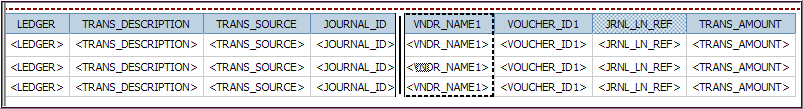 LEDGER TRANS_DESCRIPTION TRANS_SOURCE JOURNAL_ID VNDR_NAME1 VOUCHER_ID1 JRNL_LN_REF TRANS_AMOUNT
<LEDGER> <TRANS_DESCRIPTION> <TRANS_SOURCE> <JOURNAL_ID> <VNDR_NAME1> <VOUCHER_ID1> <JRNL_LN_REF> <TRANS_AMOUNT>
<LEDGER> <TRANS_DESCRIPTION> <TRANS_SOURCE> <JOURNAL_ID> _NAME1> <VOUCHER_ID1> <JRNL_LN_REF> <TRANS_AMOUNT>
<LEDGER> <TRANS_DESCRIPTION> <TRANS_SOURCE> <JOURNAL_ID> <VNDR_NAME1> <VOUCHER_ID1> <JRNL_LN_REF> <TRANS_AMOUNT>